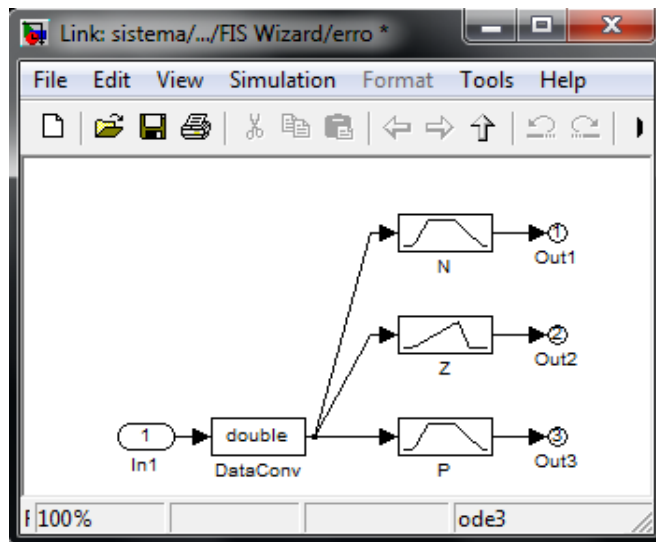 Link: sistema/.../FIS Wizard/erro *
File Edit View Simulation Format Tools Help
1
Out1
N
2
Out2
Z
1
In1
double
DataConv
P
3
Out3
100%
ode3